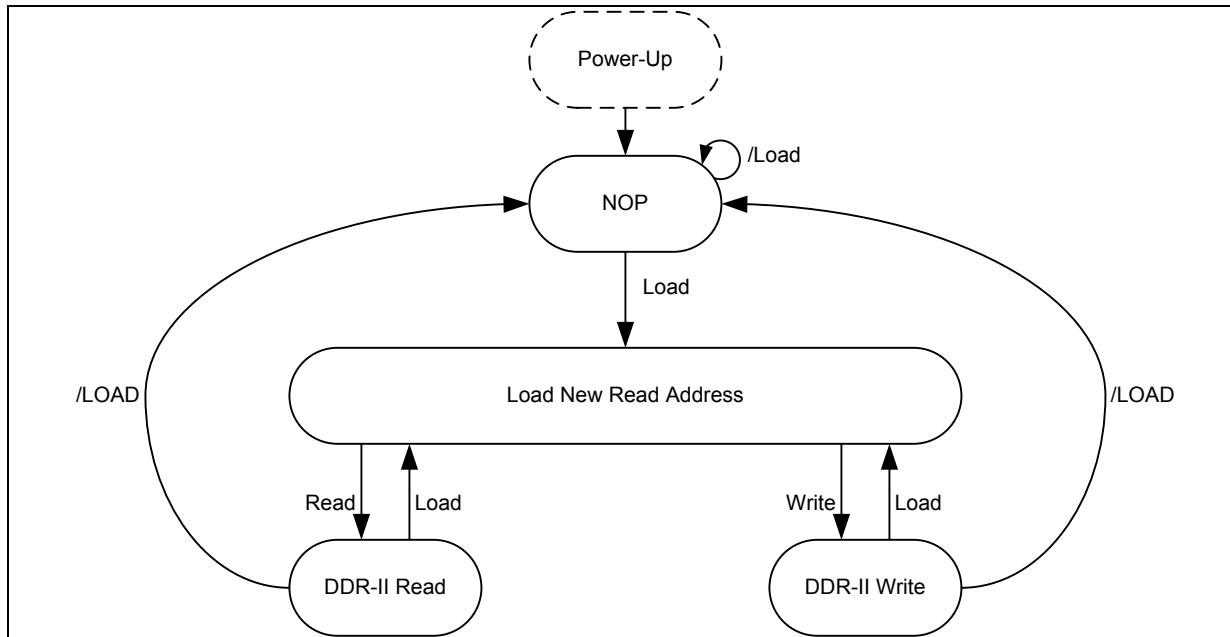 Power-Up
/Load
NOP
Load
Load New Read Address
/LOAD
/LOAD
Read
Load
Write
Load
DDR-II Read
DDR-II Write